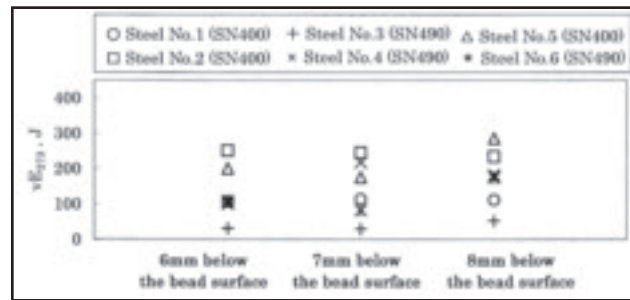 ○ Steel No.1 (SN400) + Steel No.3 (SN490) △ Steel No.5 (SN400)
□ Steel No.2 (SN400) × Steel No.4 (SN490) * Steel No.6 (SN490)
400
300
200
100
0
vE273, J
6mm below 7mm below 8mm below
the bead surface the bead surface the bead surface